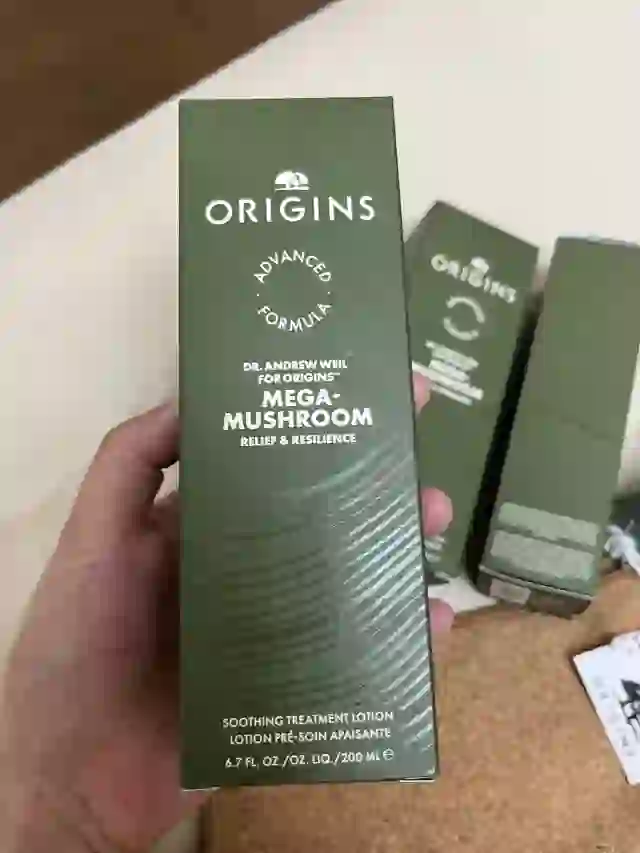 ORIGINS
ADVANCED
FORMULA
DR. ANDREW WEIL
FOR ORIGINS™
MEGA-
MUSHROOM
RELIEF & RESILIENCE
SOOTHING TREATMENT LOTION
LOTION PRÉ-SOIN APAISANTE
6.7 FL. OZ./OZ. LIQ./200 ML ℮
ORIGINS